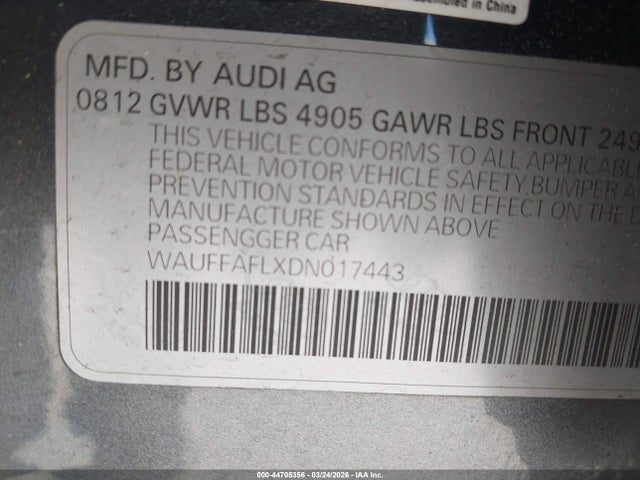 Assembled in China
MFD. BY AUDI AG
0812 GVWR LBS 4905 GAWR LBS FRONT 249
THIS VEHICLE CONFORMS TO ALL APPLICABLE
FEDERAL MOTOR VEHICLE SAFETY BUMPER A
PREVENTION STANDARDS IN EFFECT ON THE
MANUFACTURE SHOWN ABOVE
PASSENGGER CAR
WAUFFAFLXDN017443
000-44705356 - 03/24/2026 - IAA Inc.